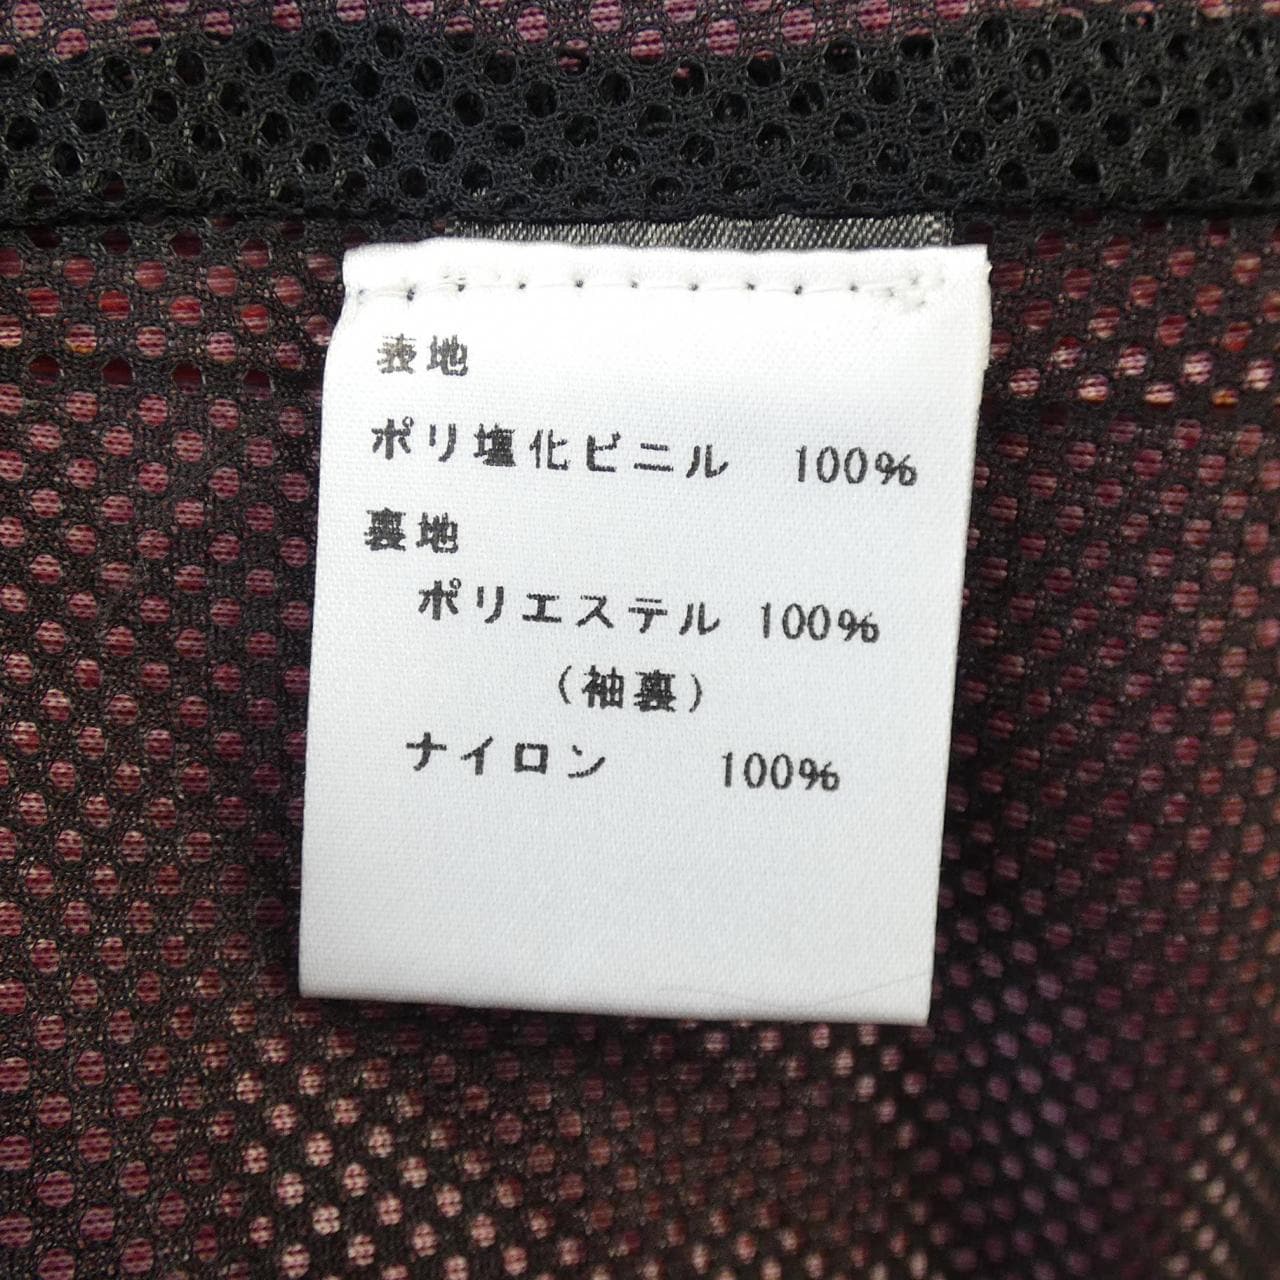 表地
ポリ塩化ビニル 100%
裏地
ポリエステル 100%
(袖裏)
ナイロン 100%